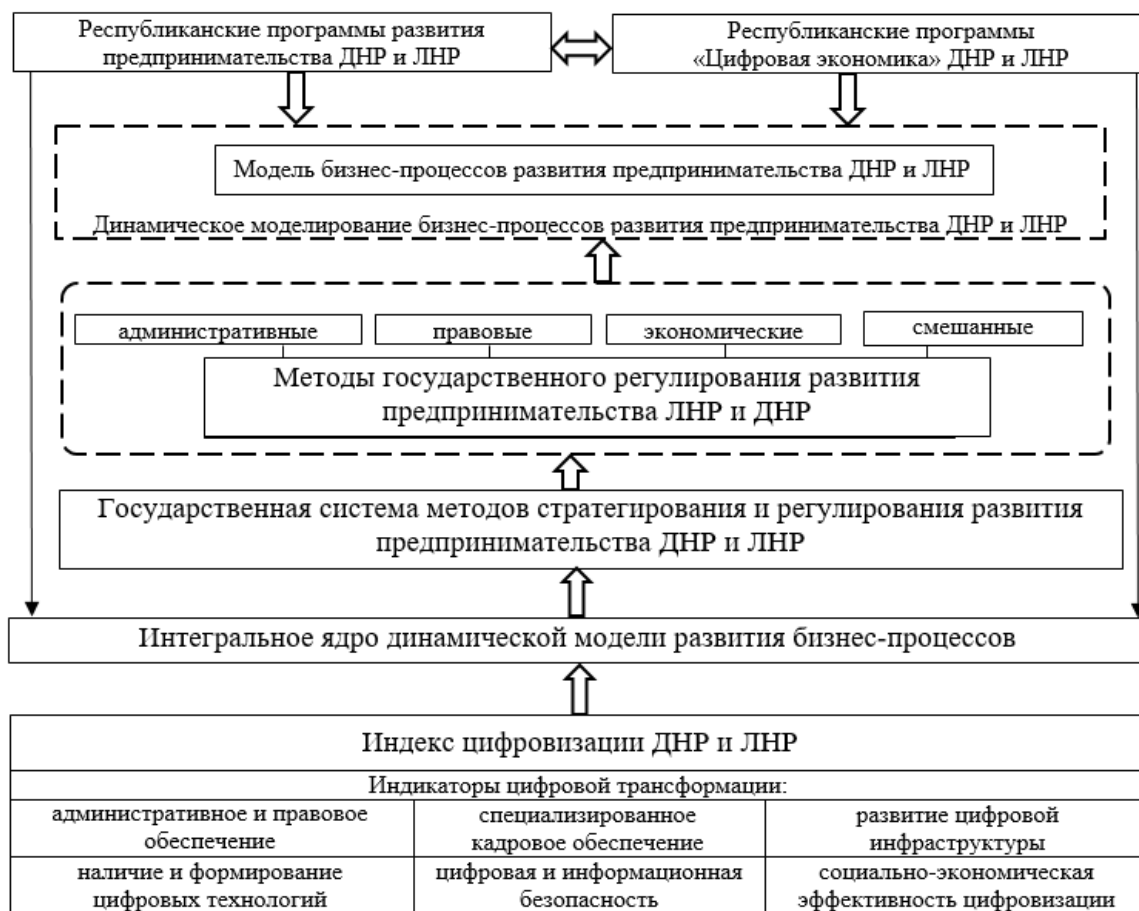 Республиканские программы развития
предпринимательства ДНР и ЛНР
Республиканские программы
«Цифровая экономика» ДНР и ЛНР
Модель бизнес-процессов развития предпринимательства ДНР и ЛНР
Динамическое моделирование бизнес-процессов развития предпринимательства ДНР и ЛНР
административные
правовые
экономические
смешанные
Методы государственного регулирования развития
предпринимательства ЛНР и ДНР
Государственная система методов стратегирования и регулирования развития
предпринимательства ДНР и ЛНР
Интегральное ядро динамической модели развития бизнес-процессов
Индекс цифровизации ДНР и ЛНР
Индикаторы цифровой трансформации:
административное и правовое
обеспечение
специализированное
кадровое обеспечение
развитие цифровой
инфраструктуры
наличие и формирование
цифровых технологий
цифровая и информационная
безопасность
социально-экономическая
эффективность цифровизации